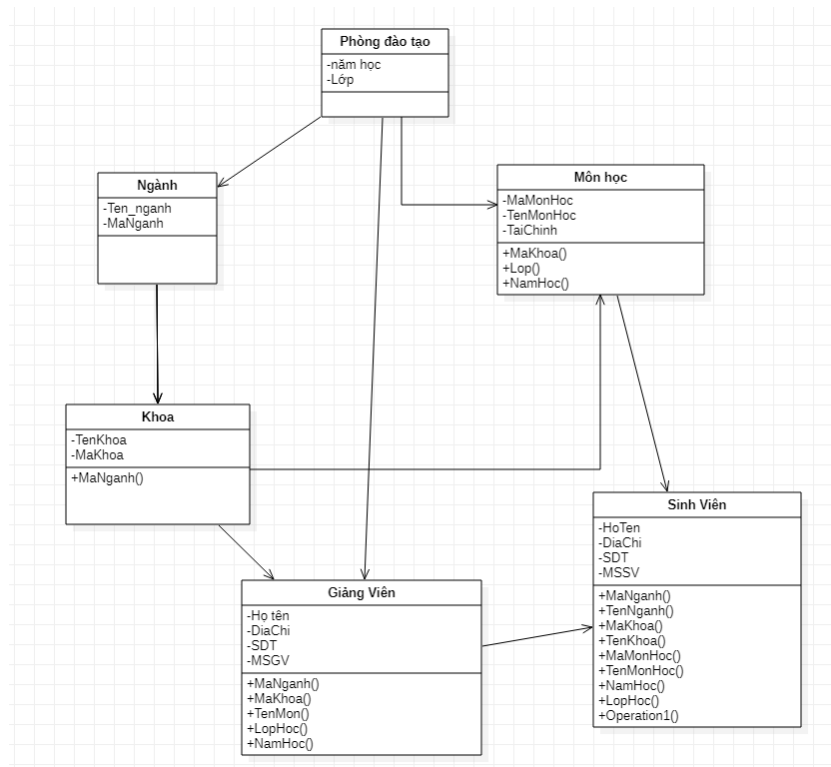 Phòng đào tạo
-năm học
-Lớp
Ngành
-Ten_nganh
-MaNganh
Môn học
-MaMonHoc
-TenMonHoc
-TaiChinh
+MaKhoa()
+Lop()
+NamHoc()
Khoa
-TenKhoa
-MaKhoa
+MaNganh()
Sinh Viên
-HoTen
-DiaChi
-SDT
-MSSV
+MaNganh()
+TenNganh()
+MaKhoa()
+TenKhoa()
+MaMonHoc()
+TenMonHoc()
+NamHoc()
+LopHoc()
+Operation1()
Giảng Viên
-Họ tên
-DiaChi
-SDT
-MSGV
+MaNganh()
+MaKhoa()
+TenMon()
+LopHoc()
+NamHoc()